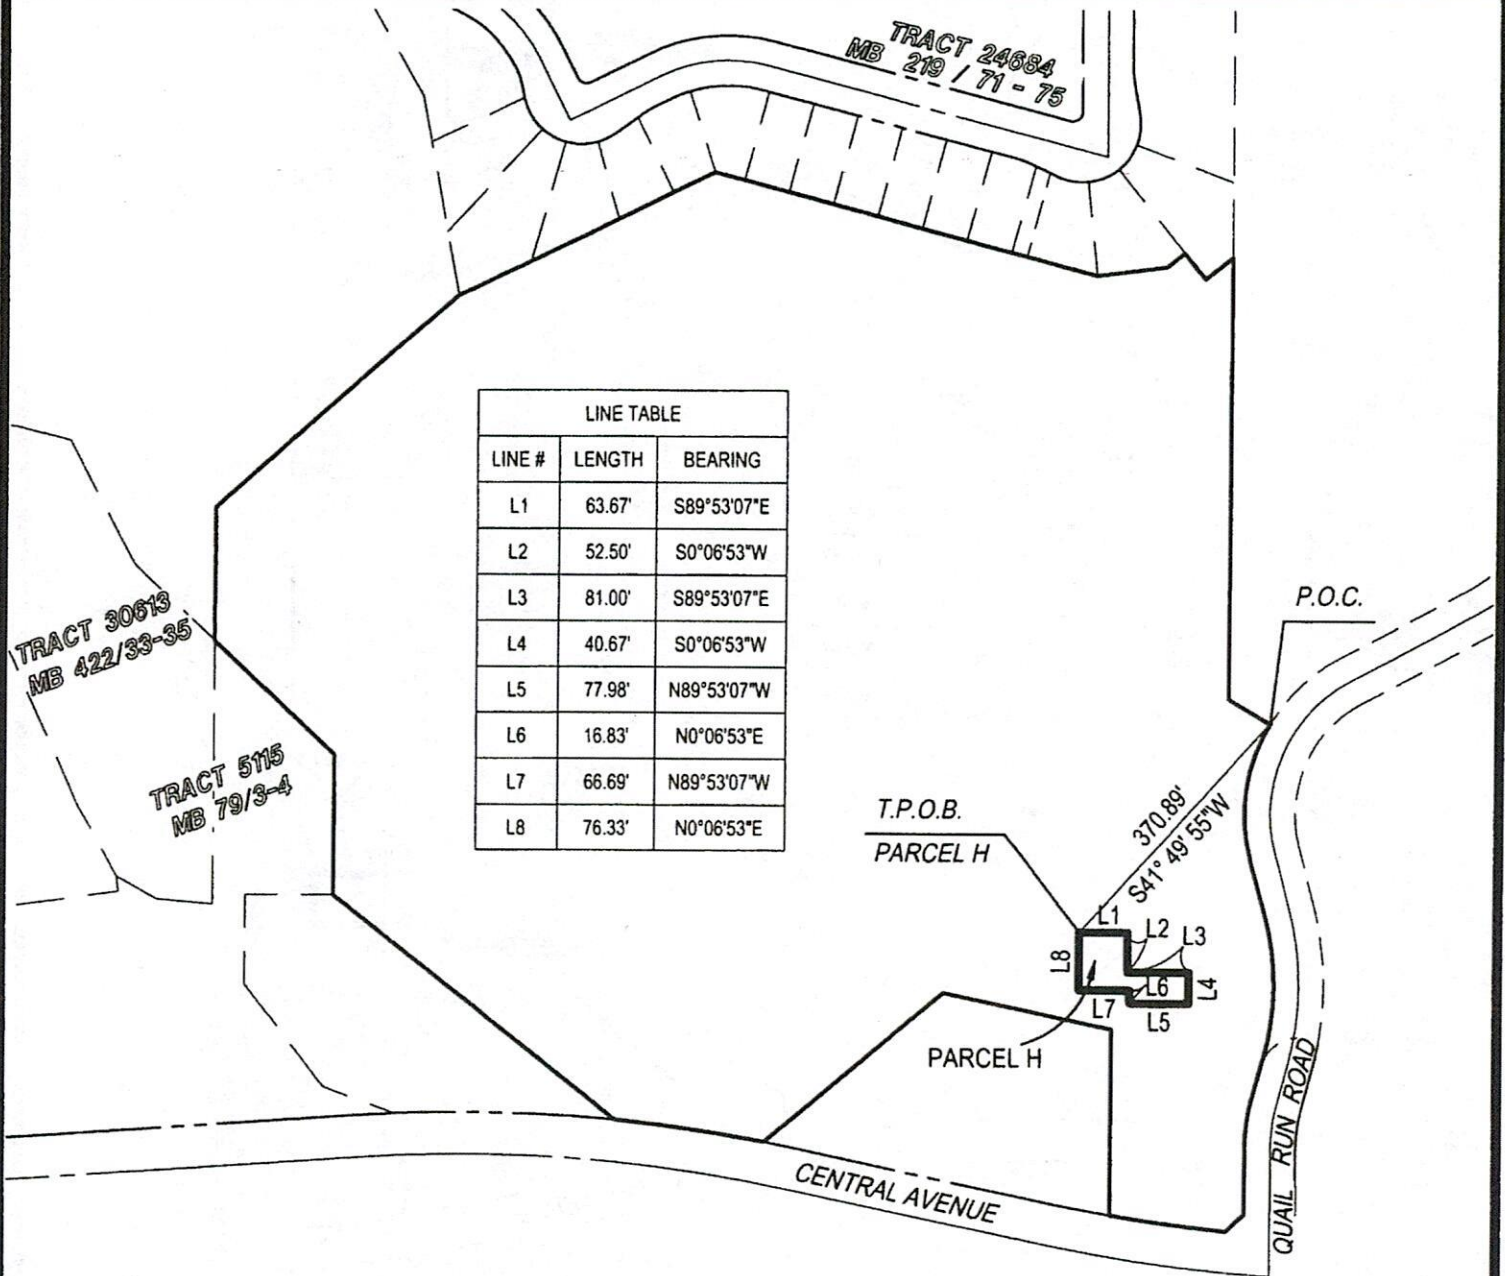 TRACT 24684
MB 219 / 71 - 75
LINE TABLE
LINE # LENGTH BEARING
L1 63.67' S89°53'07"E
L2 52.50' S0°06'53"W
L3 81.00' S89°53'07"E
L4 40.67' S0°06'53"W
L5 77.98' N89°53'07"W
L6 16.83' N0°06'53"E
L7 66.69' N89°53'07"W
L8 76.33' N0°06'53"E
TRACT 30613
MB 422/33-35
TRACT 5115
MB 79/3-4
P.O.C.
370.89'
S41° 49' 55"W
T.P.O.B.
PARCEL H
L1
L2
L3
L8
L6
L4
L7
L5
PARCEL H
CENTRAL AVENUE
QUAIL RUN ROAD